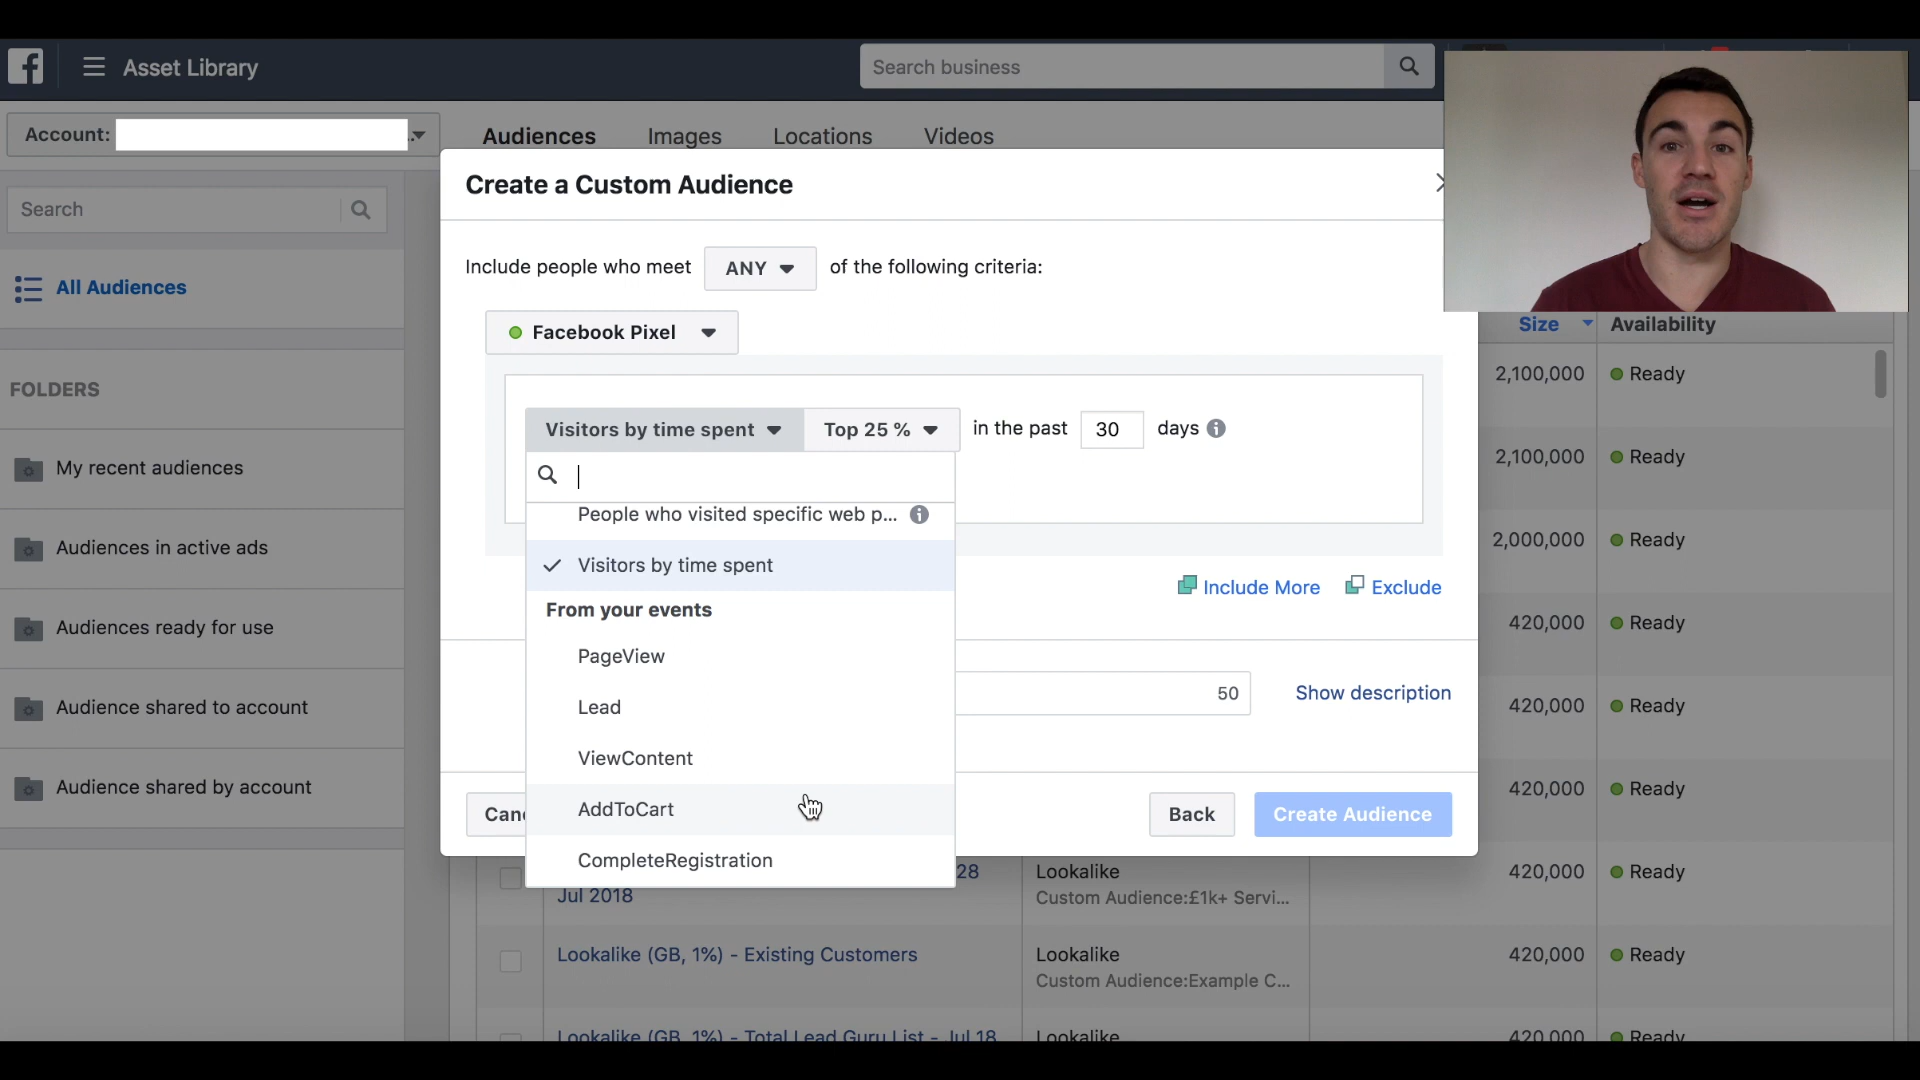 Asset Library
Search business
Account:
Audiences Images Locations Videos
Create a Custom Audience
Search
Include people who meet ANY of the following criteria:
All Audiences
Size Availability
Facebook Pixel
2,100,000 Ready
FOLDERS
Visitors by time spent Top 25 % in the past 30 days
2,100,000 Ready
My recent audiences
People who visited specific web p...
2,000,000 Ready
Audiences in active ads
Visitors by time spent
Include More Exclude
From your events
420,000 Ready
Audiences ready for use
PageView
50 Show description
Lead
420,000 Ready
Audience shared to account
ViewContent
420,000 Ready
Audience shared by account
AddToCart
Back Create Audience
CompleteRegistration
28
Jul 2018
Lookalike
Custom Audience:£1k+ Servi...
420,000 Ready
Lookalike (GB, 1%) - Existing Customers
Lookalike
Custom Audience:Example C...
420,000 Ready
Lookalike (GB, 1%) - Total Lead Guru List - Jul 18
Lookalike
420,000 Ready